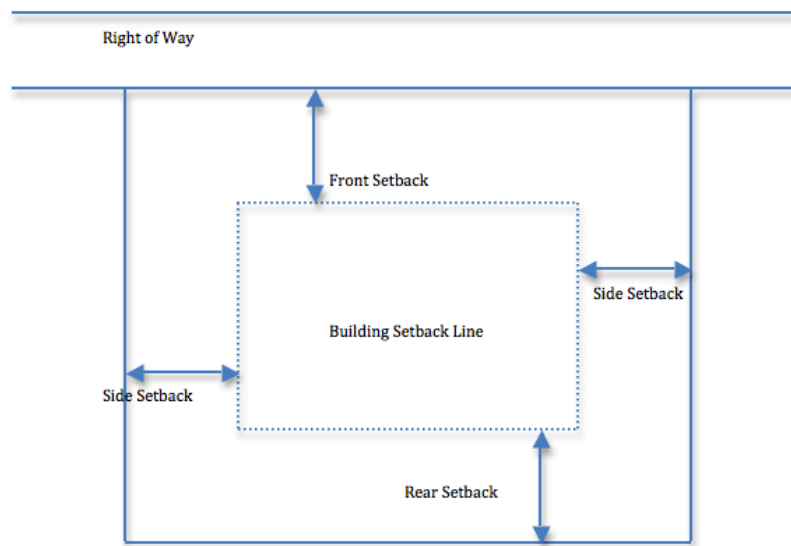 Right of Way
Front Setback
Side Setback
Building Setback Line
Side Setback
Rear Setback